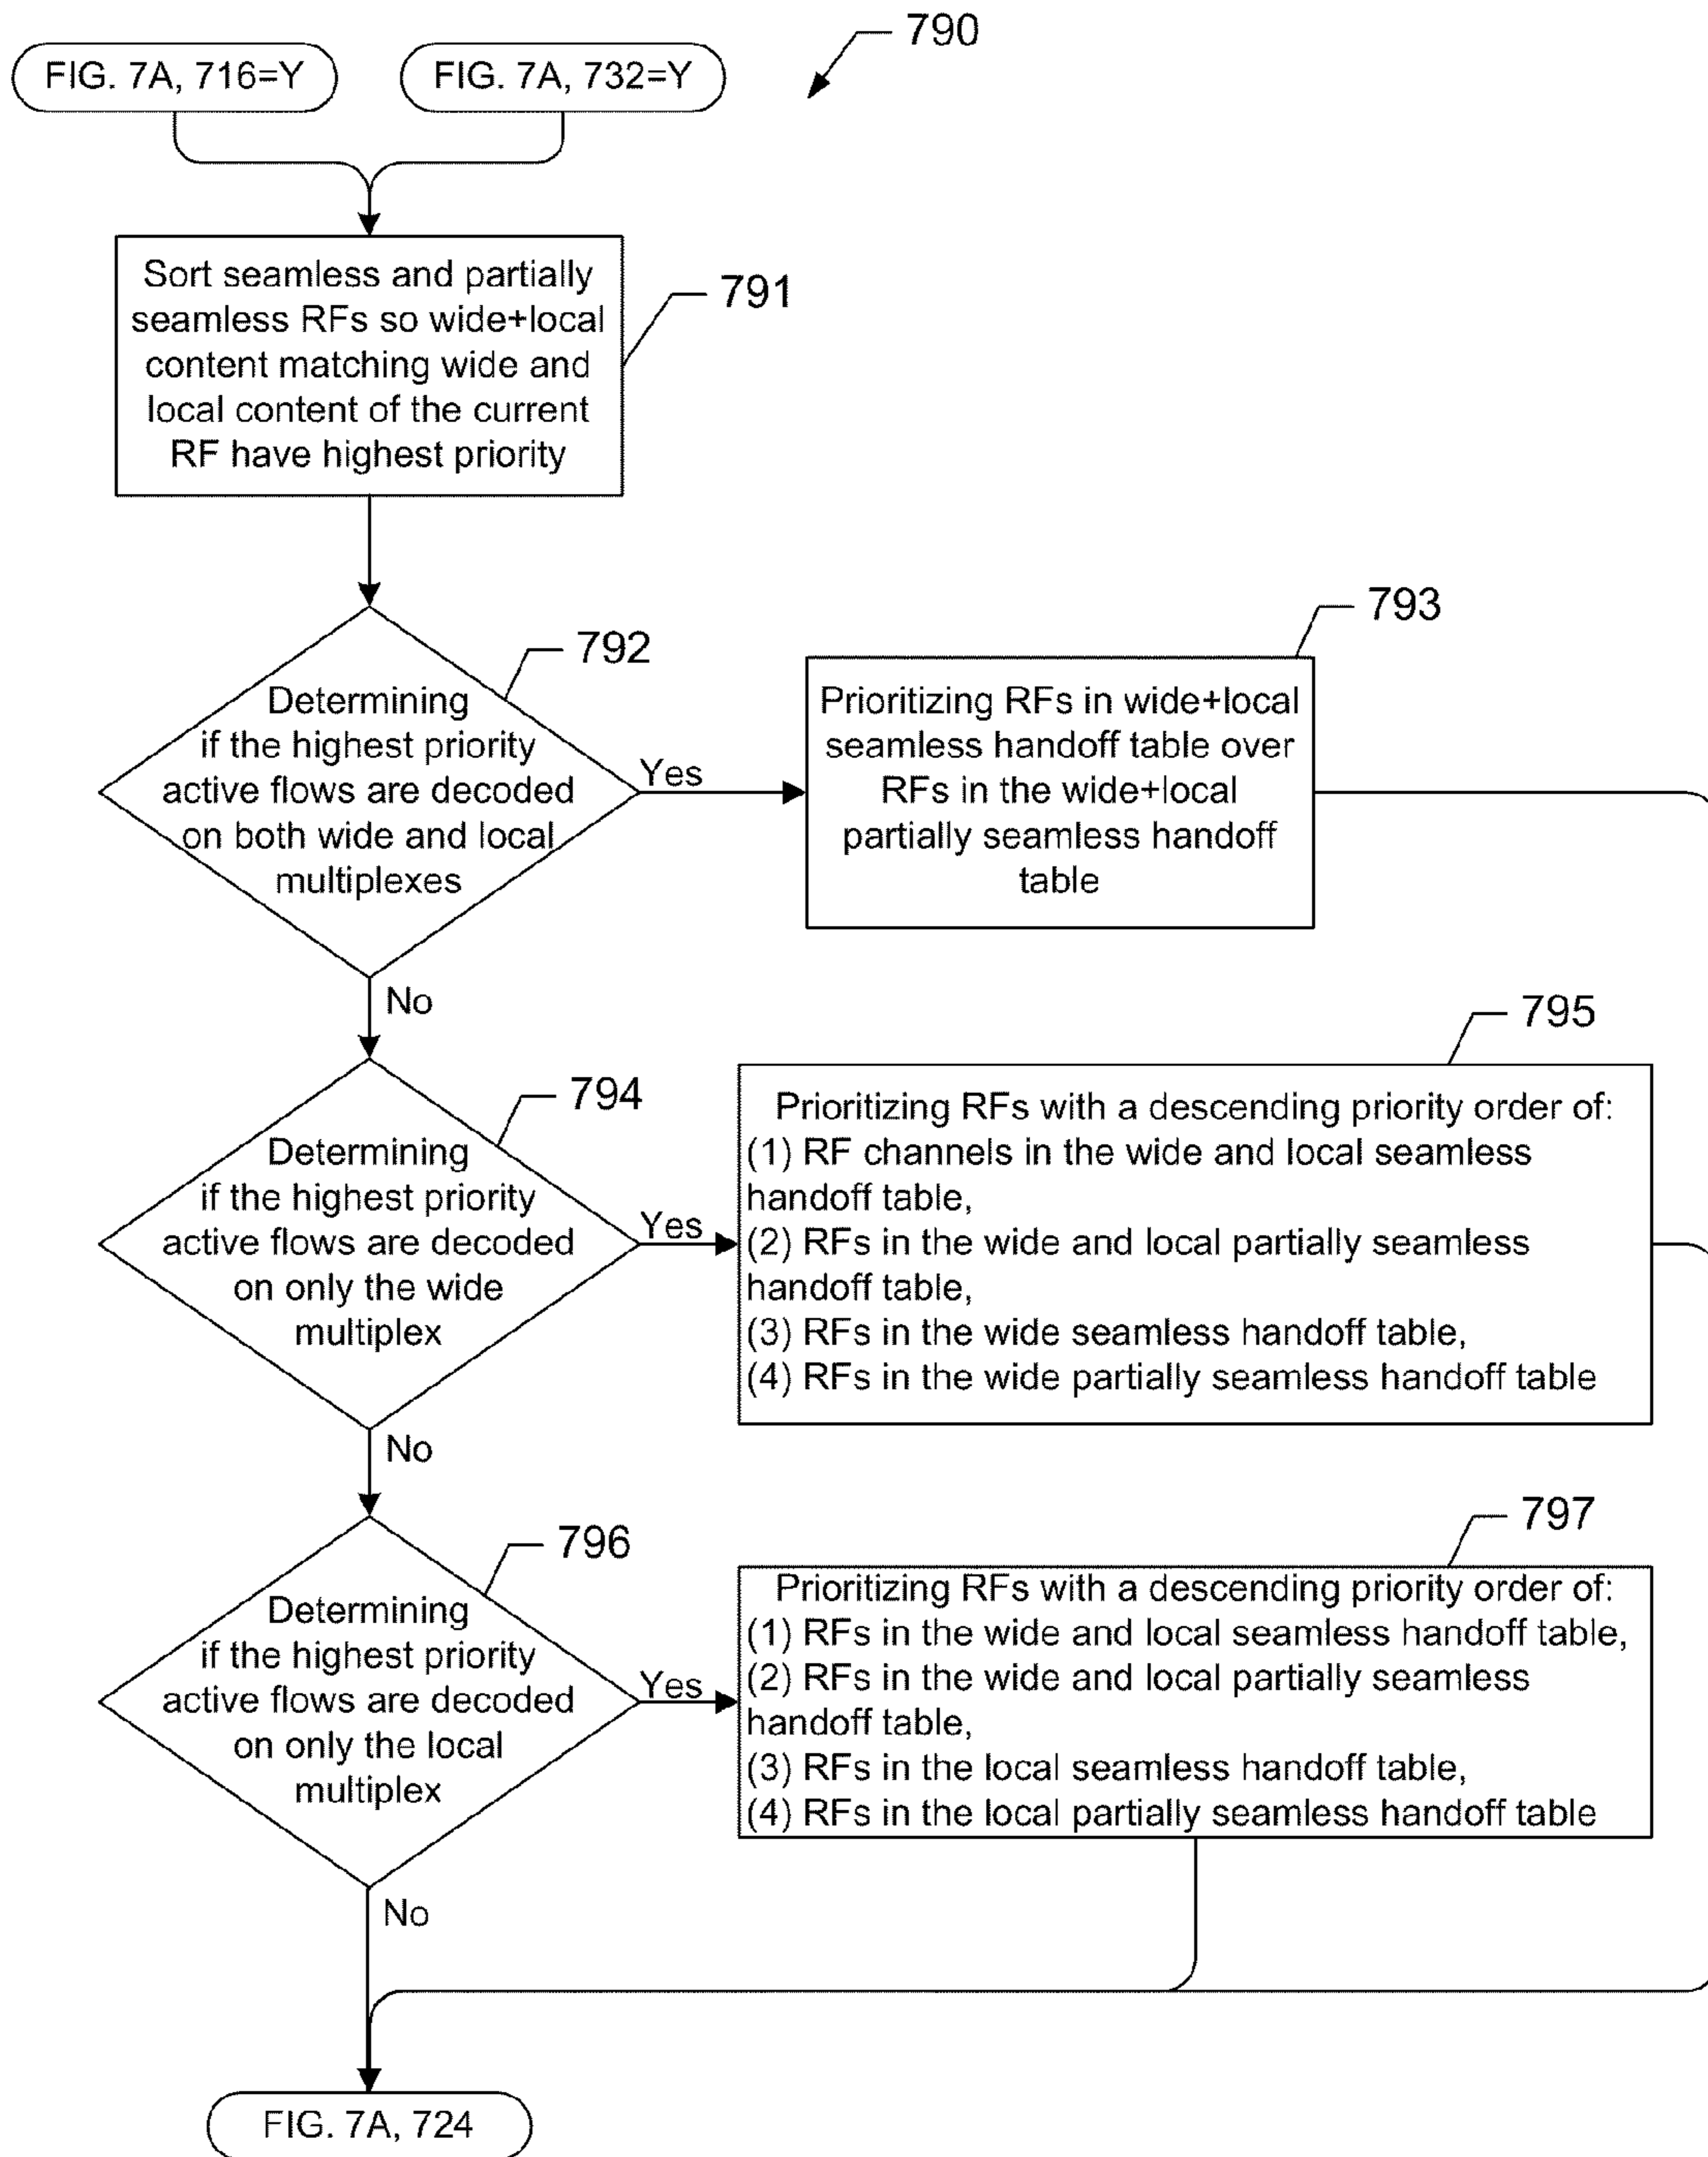 790
FIG. 7A, 716=Y
FIG. 7A, 732=Y
Sort seamless and partially
seamless RFs so wide+local
content matching wide and
local content of the current
RF have highest priority
791
792
Determining
if the highest priority
active flows are decoded
on both wide and local
multiplexes
Yes
793
Prioritizing RFs in wide+local
seamless handoff table over
RFs in the wide+local
partially seamless handoff
table
No
794
Determining
if the highest priority
active flows are decoded
on only the wide
multiplex
Yes
795
Prioritizing RFs with a descending priority order of:
(1) RF channels in the wide and local seamless
handoff table,
(2) RFs in the wide and local partially seamless
handoff table,
(3) RFs in the wide seamless handoff table,
(4) RFs in the wide partially seamless handoff table
No
796
Determining
if the highest priority
active flows are decoded
on only the local
multiplex
Yes
797
Prioritizing RFs with a descending priority order of:
(1) RFs in the wide and local seamless handoff table,
(2) RFs in the wide and local partially seamless
handoff table,
(3) RFs in the local seamless handoff table,
(4) RFs in the local partially seamless handoff table
No
FIG. 7A, 724